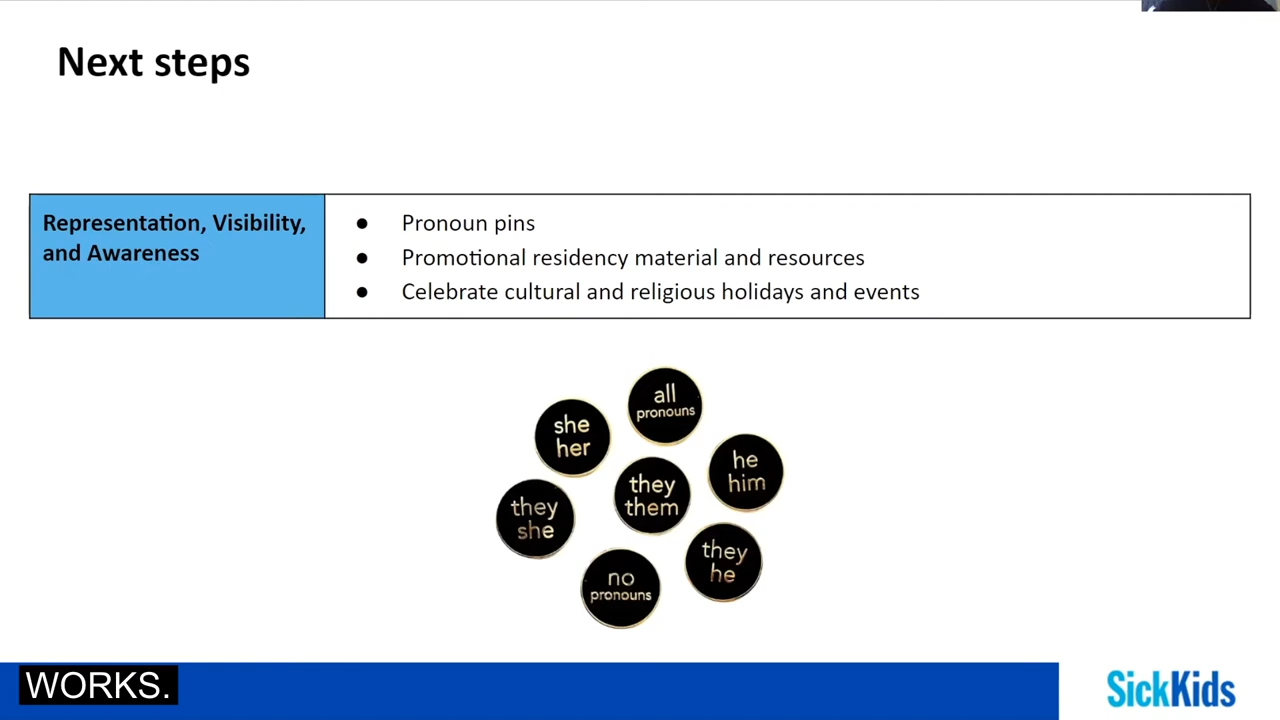 Next steps
Representation, Visibility,
and Awareness
● Pronoun pins
● Promotional residency material and resources
● Celebrate cultural and religious holidays and events
all
pronouns
she
her
he
him
they
them
they
she
they
he
no
pronouns
WORKS.
SickKids